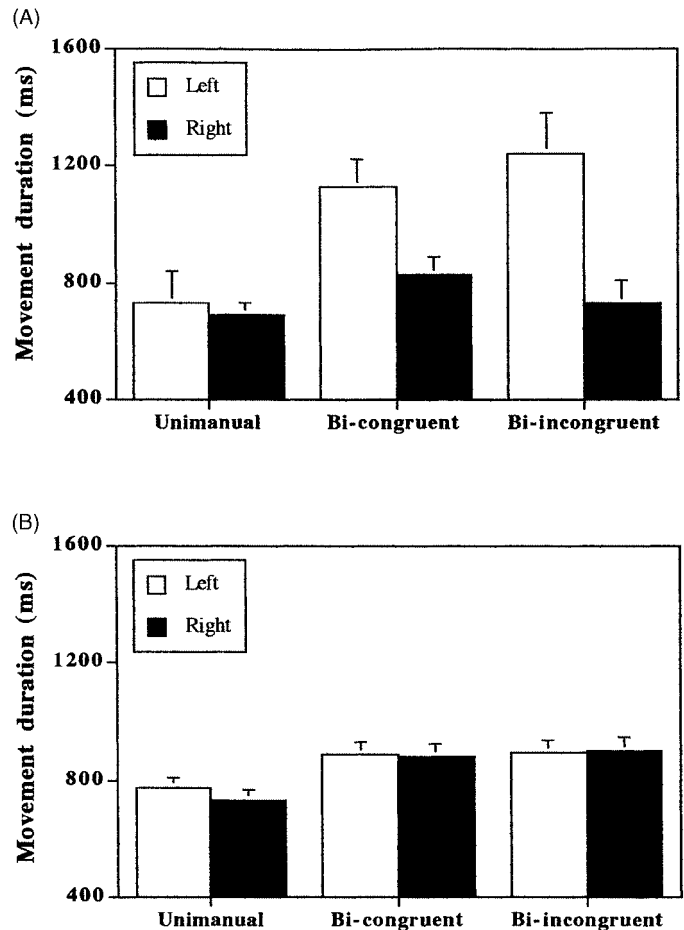 (A)
1600
1200
800
400
Movement duration (ms)
Left
Right
Unimanual Bi-congruent Bi-incongruent
(B)
1600
1200
800
400
Movement duration (ms)
Left
Right
Unimanual Bi-congruent Bi-incongruent